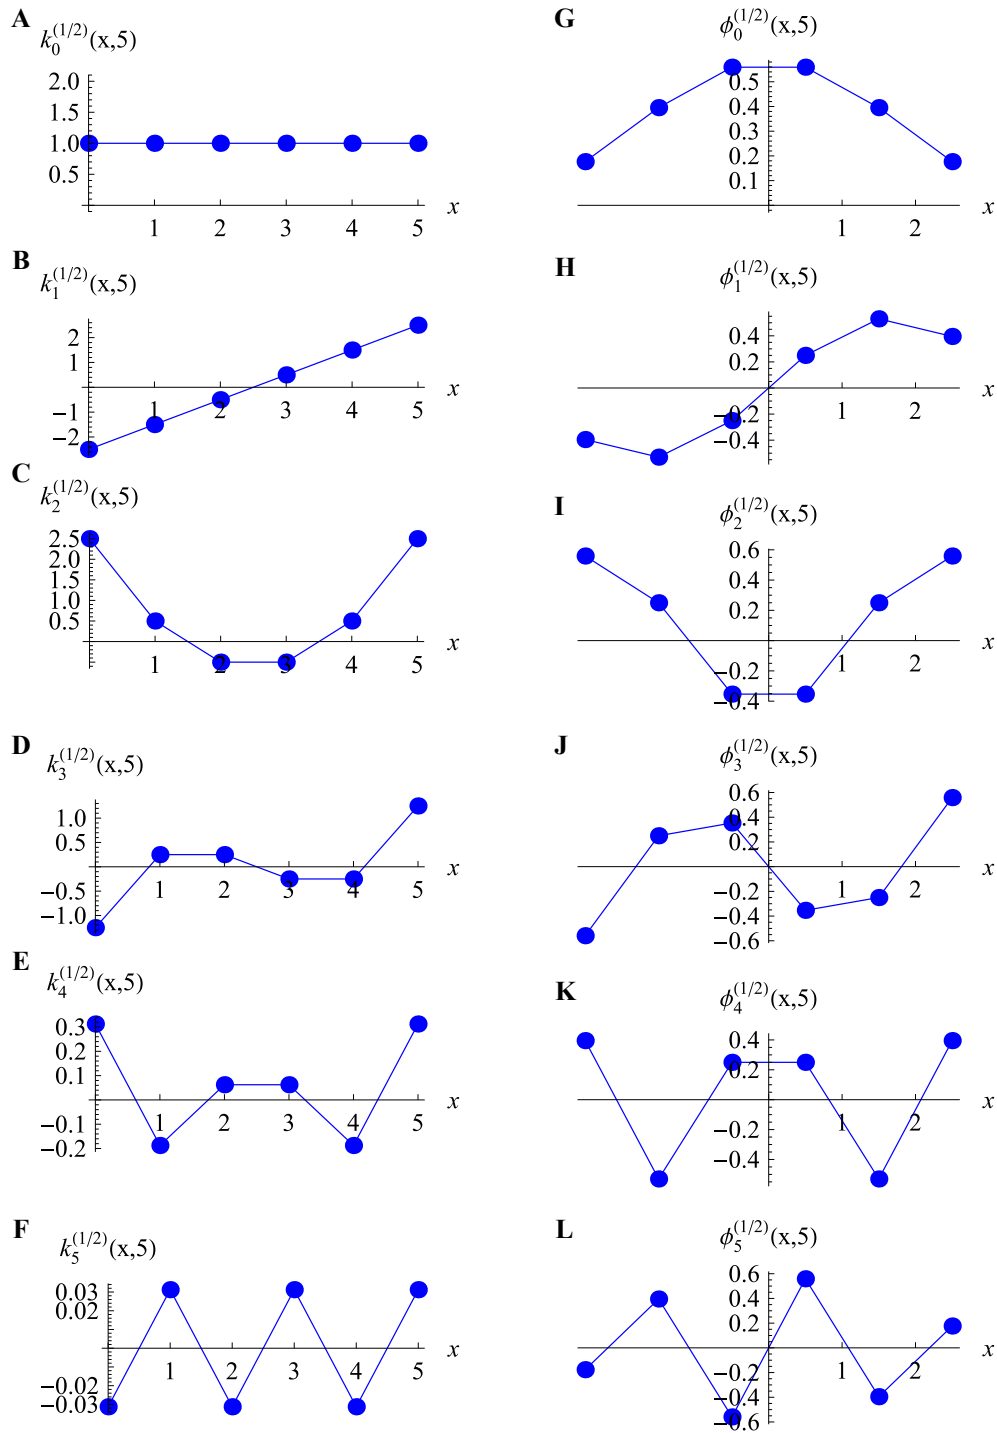 A
k_0^(1/2)(x,5)
2.0
1.5
1.0
0.5
1 2 3 4 5 x
B
k_1^(1/2)(x,5)
2
1
−1
−2
1 2 3 4 5 x
C
k_2^(1/2)(x,5)
2.5
2.0
1.5
1.0
0.5
1 2 3 4 5 x
D
k_3^(1/2)(x,5)
1.0
0.5
−0.5
−1.0
1 2 3 4 5 x
E
k_4^(1/2)(x,5)
0.3
0.2
0.1
−0.1
−0.2
1 2 3 4 5 x
F
k_5^(1/2)(x,5)
0.03
0.02
−0.02
−0.03
1 2 3 4 5 x
G
ϕ_0^(1/2)(x,5)
0.5
0.4
0.3
0.2
0.1
1 2 x
H
ϕ_1^(1/2)(x,5)
0.4
0.2
−0.2
−0.4
1 2 x
I
ϕ_2^(1/2)(x,5)
0.6
0.4
0.2
−0.2
−0.4
1 2 x
J
ϕ_3^(1/2)(x,5)
0.6
0.4
0.2
−0.2
−0.4
−0.6
1 2 x
K
ϕ_4^(1/2)(x,5)
0.4
0.2
−0.2
−0.4
1 2 x
L
ϕ_5^(1/2)(x,5)
0.6
0.4
0.2
−0.2
−0.4
−0.6
1 2 x